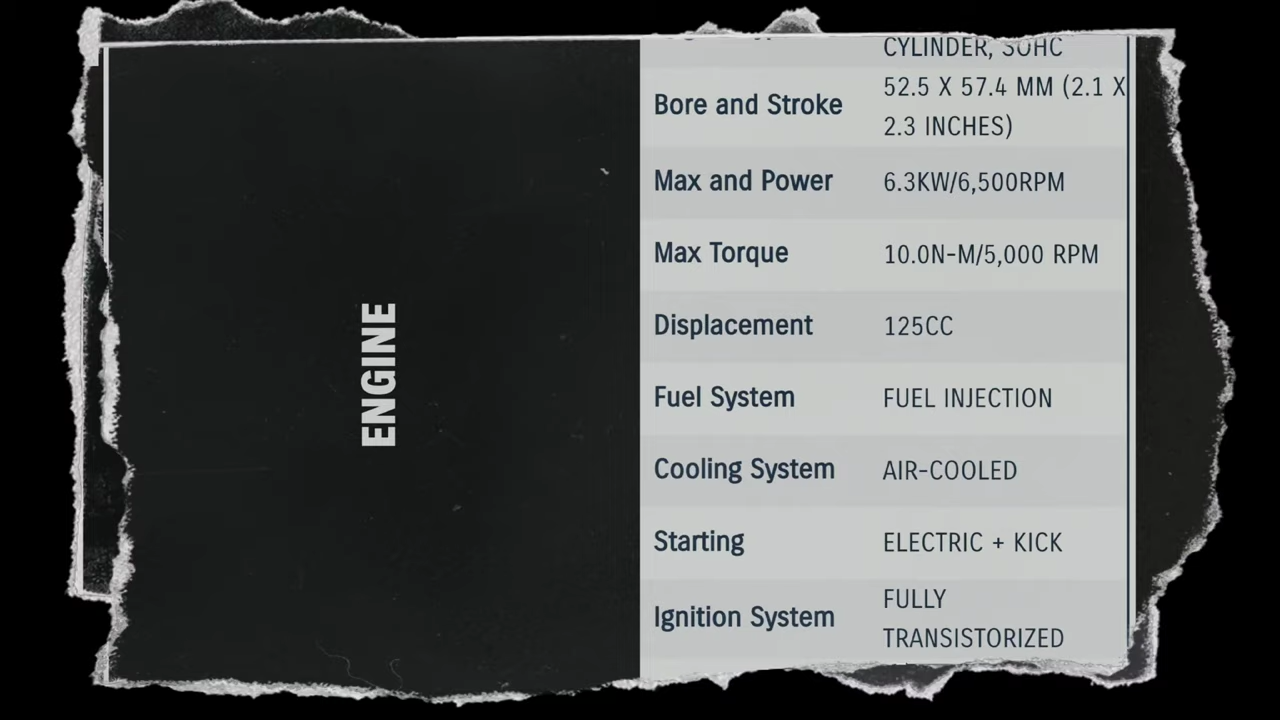 CYLINDER, SOHC
Bore and Stroke 52.5 X 57.4 MM (2.1 X
2.3 INCHES)
Max and Power 6.3KW/6,500RPM
Max Torque 10.0N-M/5,000 RPM
Displacement 125CC
ENGINE
Fuel System FUEL INJECTION
Cooling System AIR-COOLED
Starting ELECTRIC + KICK
Ignition System FULLY
TRANSISTORIZED